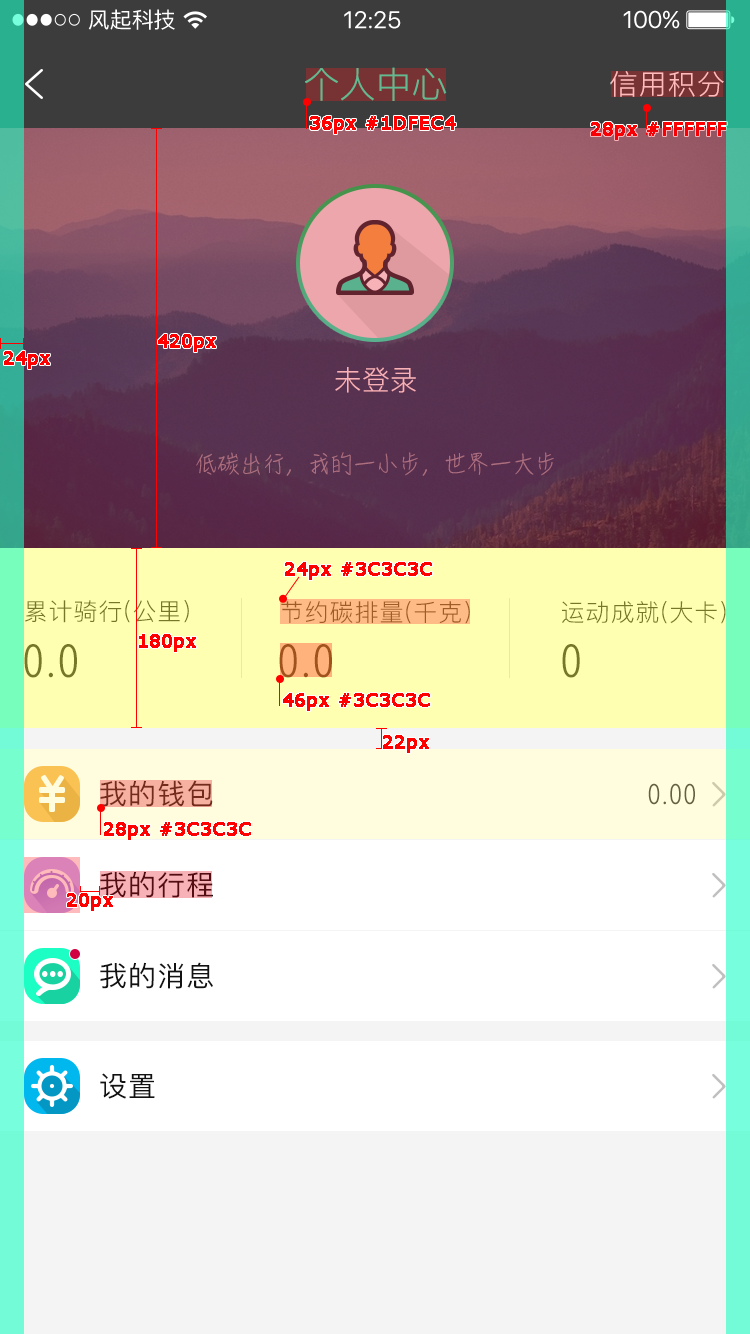 风起科技 12:25 100%
个人中心 信用积分
36px #1DFEC4 28px #FFFFFF
420px
24px
未登录
低碳出行，我的一小步，世界一大步
24px #3C3C3C
累计骑行(公里) 节约碳排量(千克) 运动成就(大卡)
180px
0.0 0.0 0
46px #3C3C3C
22px
我的钱包 0.00
28px #3C3C3C
我的行程
20px
我的消息
设置